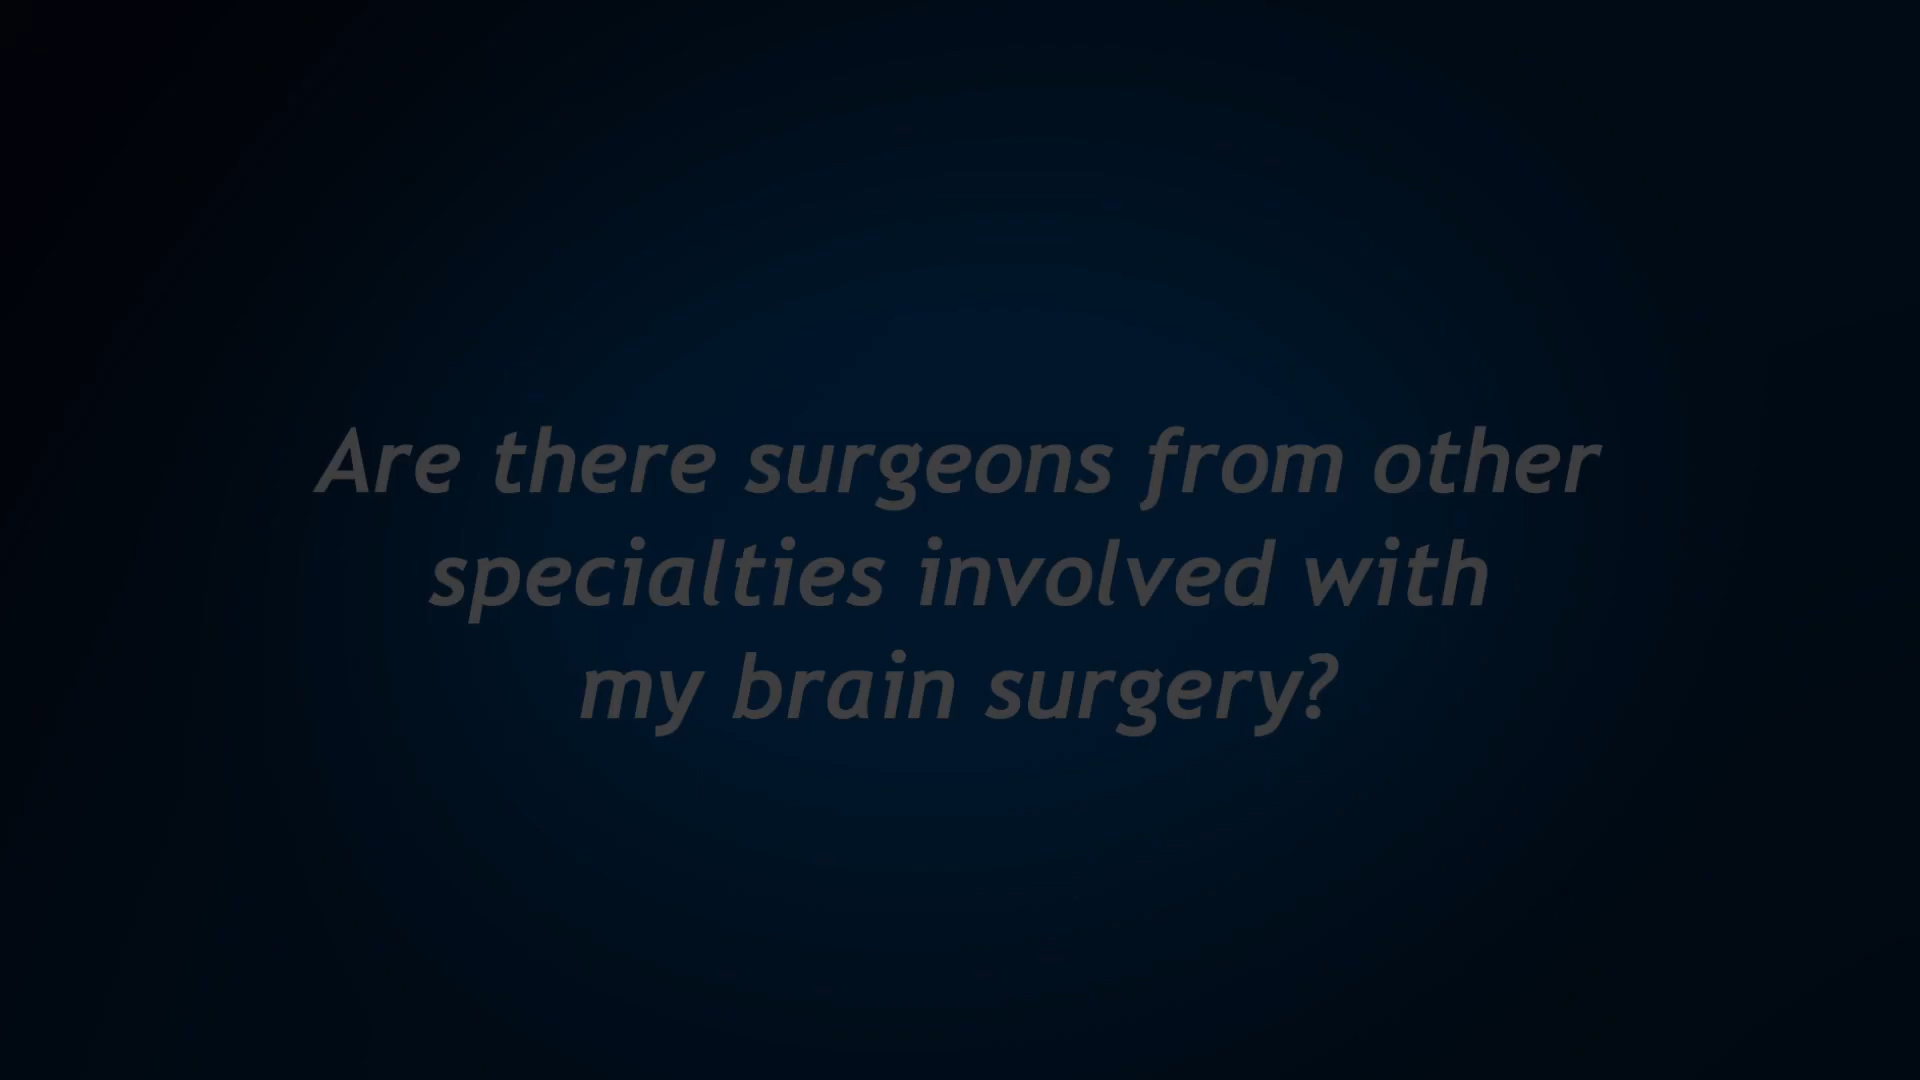 Are there surgeons from other
specialties involved with
my brain surgery?